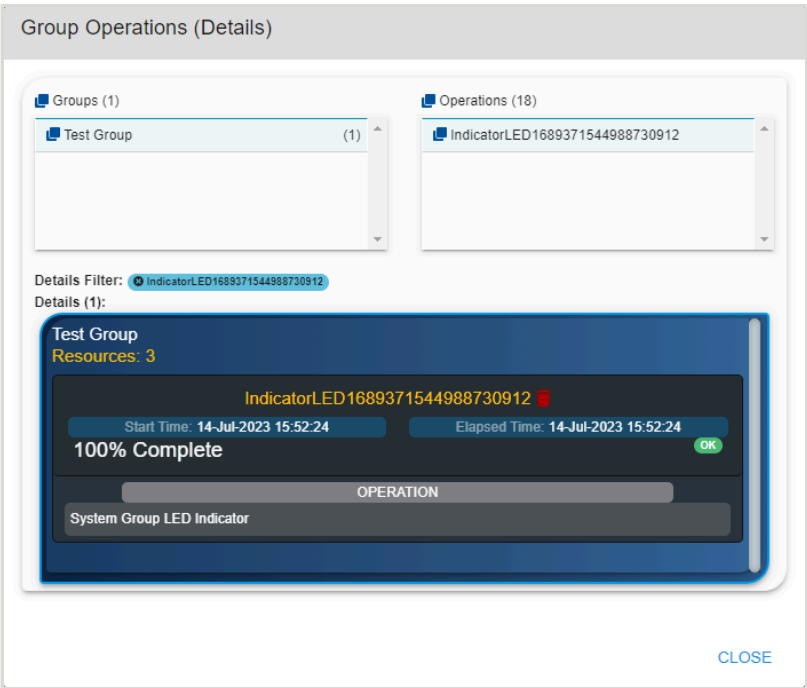 Group Operations (Details)
Groups (1)
Operations (18)
Test Group (1)
IndicatorLED1689371544988730912
Details Filter: IndicatorLED1689371544988730912
Details (1):
Test Group
Resources: 3
IndicatorLED1689371544988730912
Start Time: 14-Jul-2023 15:52:24
Elapsed Time: 14-Jul-2023 15:52:24
100% Complete
OK
OPERATION
System Group LED Indicator
CLOSE